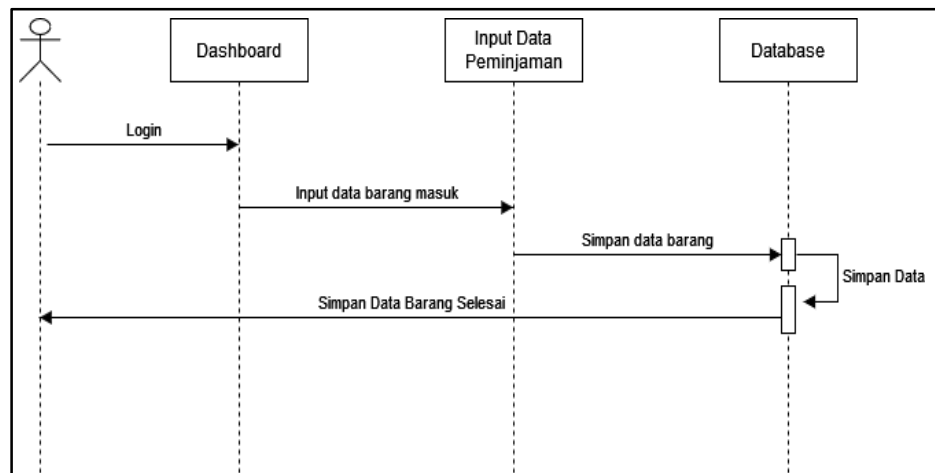 Dashboard
Input Data
Peminjaman
Database
Login
Input data barang masuk
Simpan data barang
Simpan Data
Simpan Data Barang Selesai